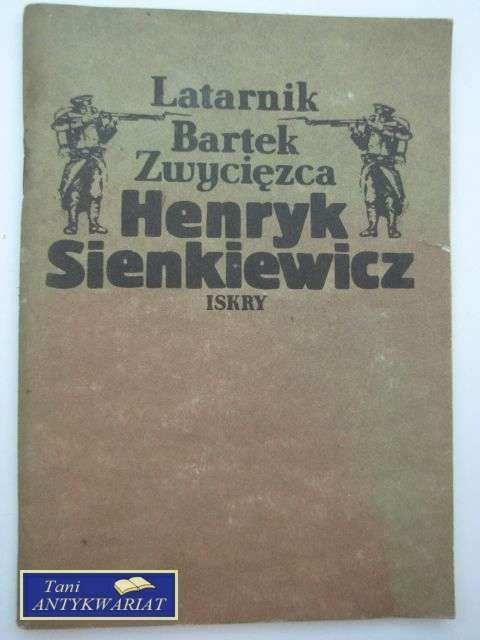 Latarnik
Bartek
Zwycięzca
Henryk
Sienkiewicz
ISKRY
Tani
ANTYKWARIAT